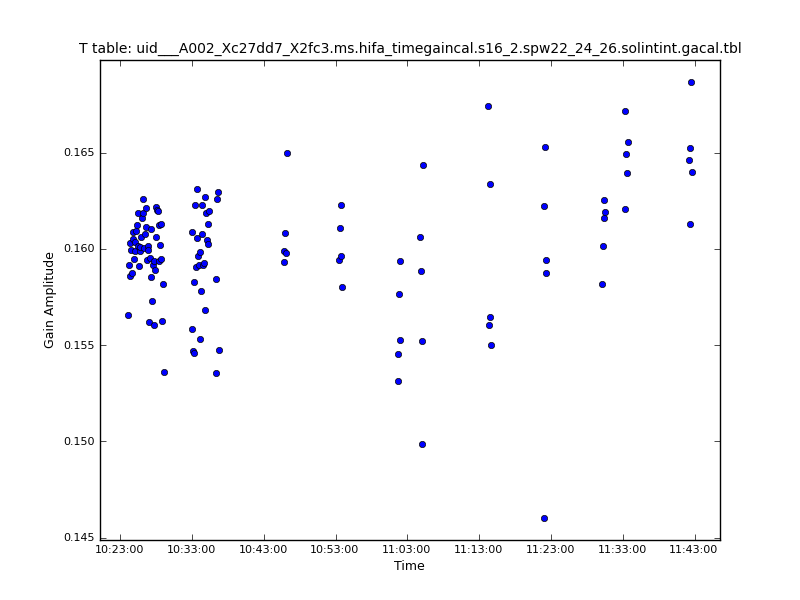 T table: uid___A002_Xc27dd7_X2fc3.ms.hifa_timegaincal.s16_2.spw22_24_26.solintint.gacal.tbl
0.165
0.160
0.155
0.150
0.145
Gain Amplitude
10:23:00 10:33:00 10:43:00 10:53:00 11:03:00 11:13:00 11:23:00 11:33:00 11:43:00
Time